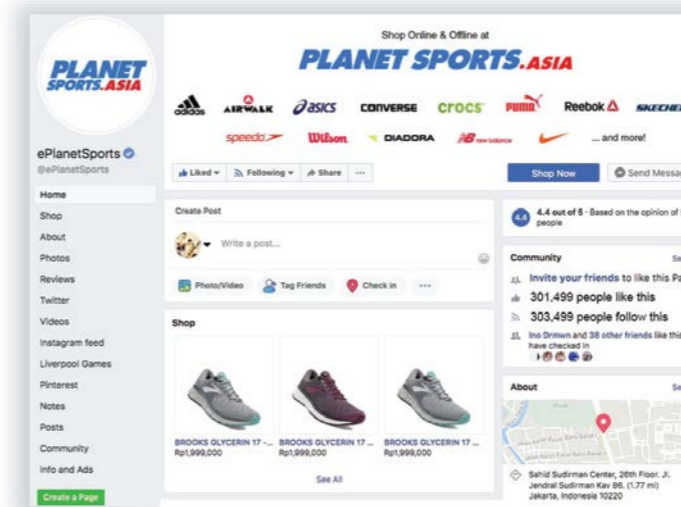 Shop Online & Offline at
PLANET SPORTS.ASIA
PLANET
SPORTS.ASIA
adidas
AIRWALK
asics
CONVERSE
crocs
PUMA
Reebok
SKECHER
speedo
Wilson
DIADORA
new balance
... and more!
ePlanetSports
@ePlanetSports
Home
Shop
About
Photos
Reviews
Twitter
Videos
Instagram feed
Liverpool Games
Pinterest
Notes
Posts
Community
Info and Ads
Create a Page
Liked
Following
Share
Shop Now
Send Messag
Create Post
Write a post...
Photo/Video
Tag Friends
Check in
Shop
BROOKS GLYCERIN 17 -...
Rp1,999,000
BROOKS GLYCERIN 17 ...
Rp1,999,000
BROOKS GLYCERIN 17 ...
Rp1,999,000
See All
4.4
4.4 out of 5 · Based on the opinion of
people
Community
Se
Invite your friends to like this Pa
301,499 people like this
303,499 people follow this
Ino Drmwn and 38 other friends like this
have checked in
About
Se
Sahid Sudirman Center, 26th Floor. Jl.
Jendral Sudirman Kav 86. (1.77 mi)
Jakarta, Indonesia 10220